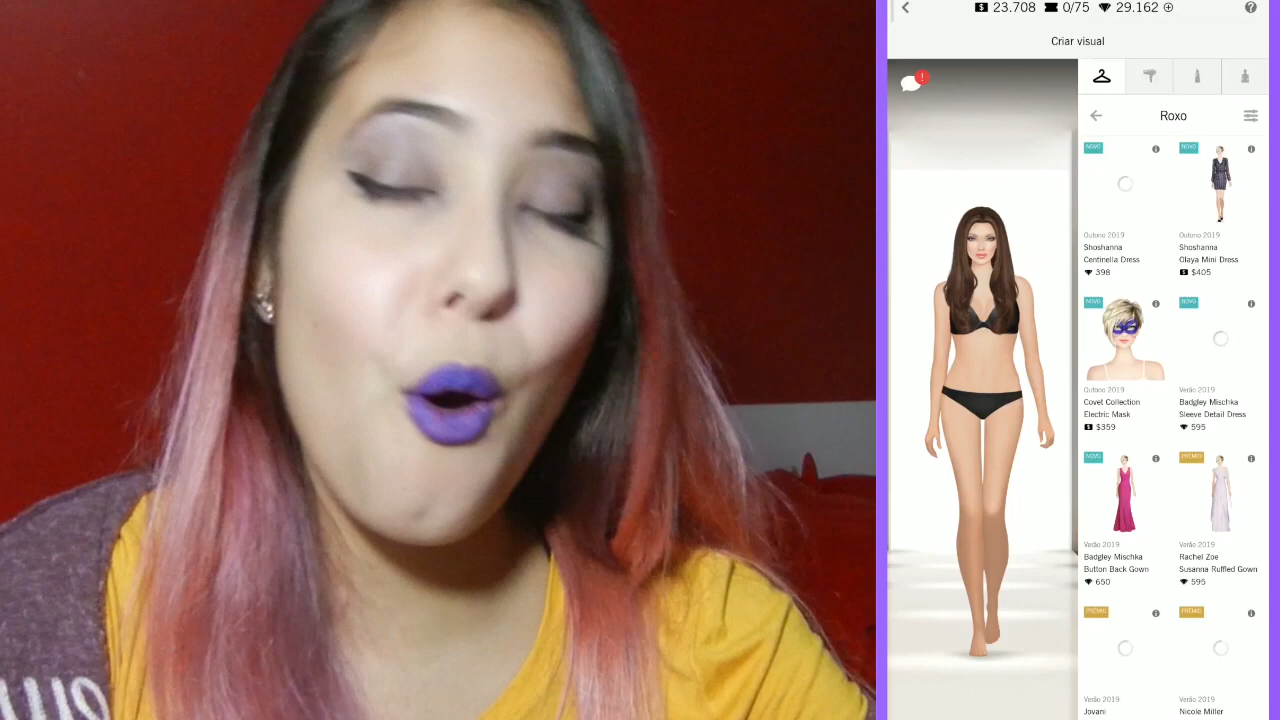 $ 23.708 0/75 29.162
Criar visual
!
Roxo
NOVO
NOVO
Outono 2019
Shoshanna
Centinella Dress
398
Outono 2019
Shoshanna
Olaya Mini Dress
$405
NOVO
NOVO
Outono 2019
Covet Collection
Electric Mask
$359
Verão 2019
Badgley Mischka
Sleeve Detail Dress
595
NOVO
PRÊMIO
Verão 2019
Badgley Mischka
Button Back Gown
650
Verão 2019
Rachel Zoe
Susanna Ruffled Gown
595
PRÊMIO
PRÊMIO
Verão 2019
Jovani
Verão 2019
Nicole Miller